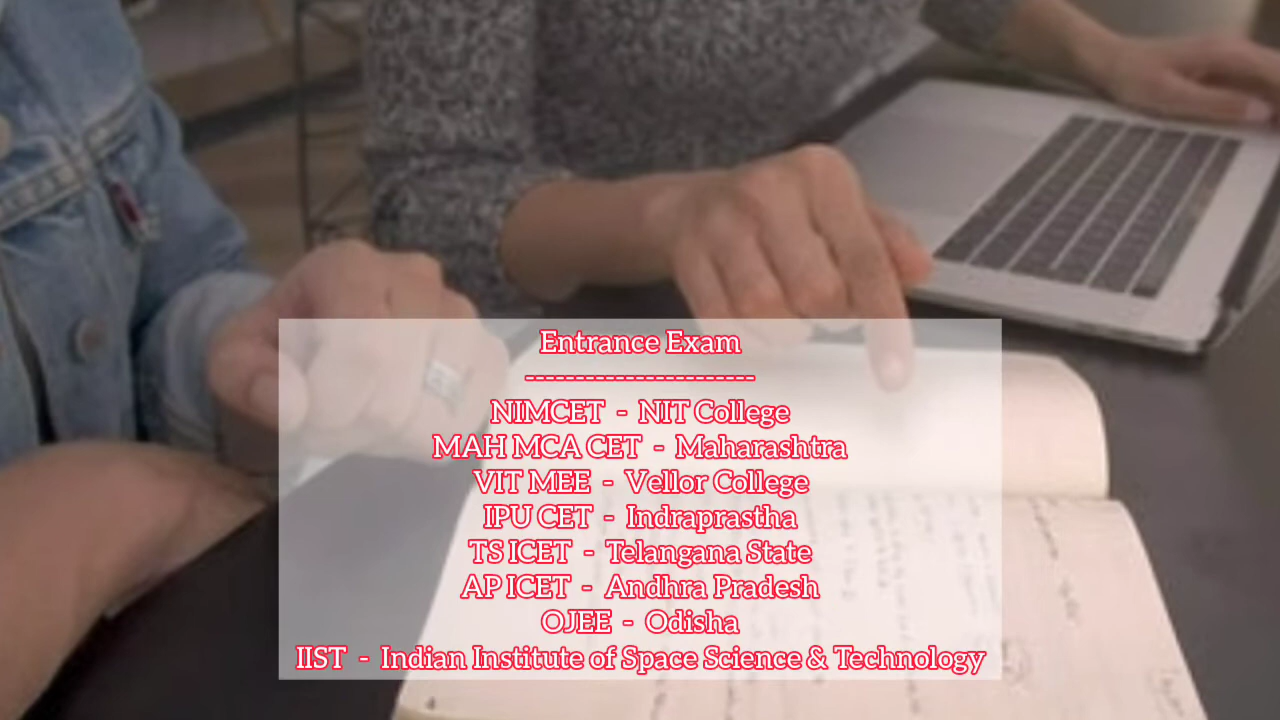 Entrance Exam
-----------------------
NIMCET - NIT College
MAH MCA CET - Maharashtra
VIT MEE - Vellor College
IPU CET - Indraprastha
TS ICET - Telangana State
AP ICET - Andhra Pradesh
OJEE - Odisha
IIST - Indian Institute of Space Science & Technology